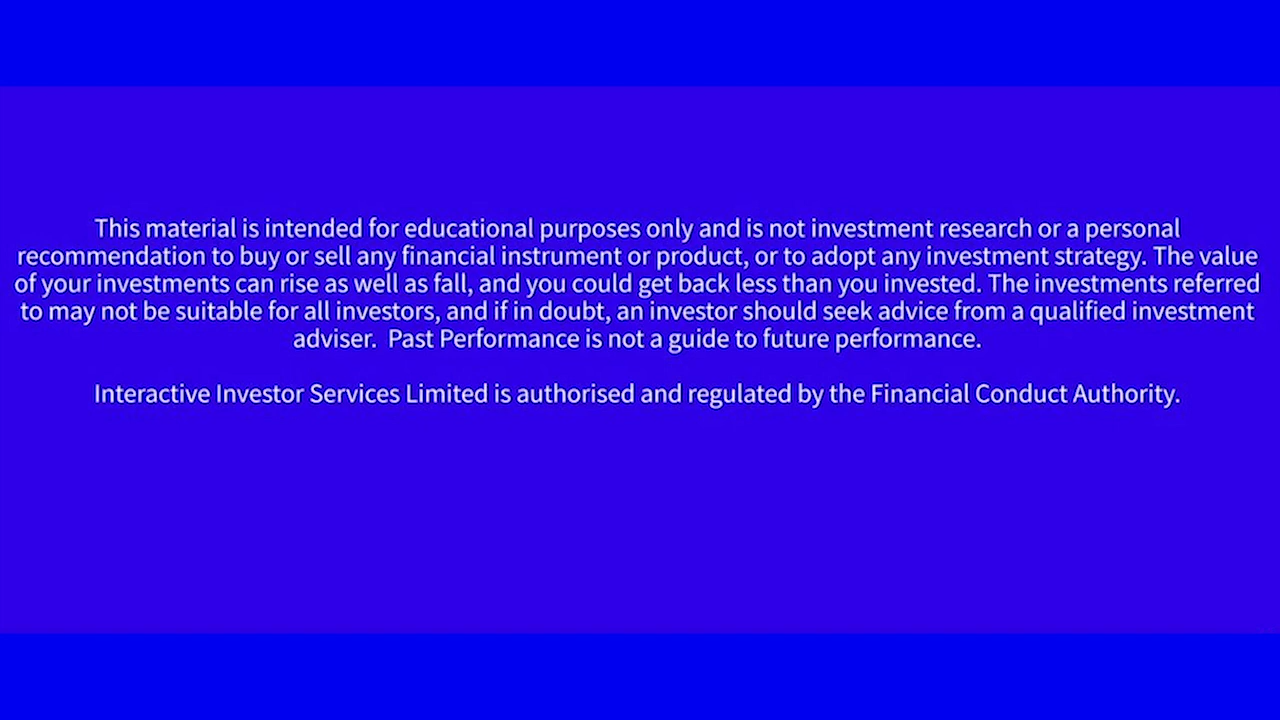 This material is intended for educational purposes only and is not investment research or a personal
recommendation to buy or sell any financial instrument or product, or to adopt any investment strategy. The value
of your investments can rise as well as fall, and you could get back less than you invested. The investments referred
to may not be suitable for all investors, and if in doubt, an investor should seek advice from a qualified investment
adviser.  Past Performance is not a guide to future performance.
Interactive Investor Services Limited is authorised and regulated by the Financial Conduct Authority.